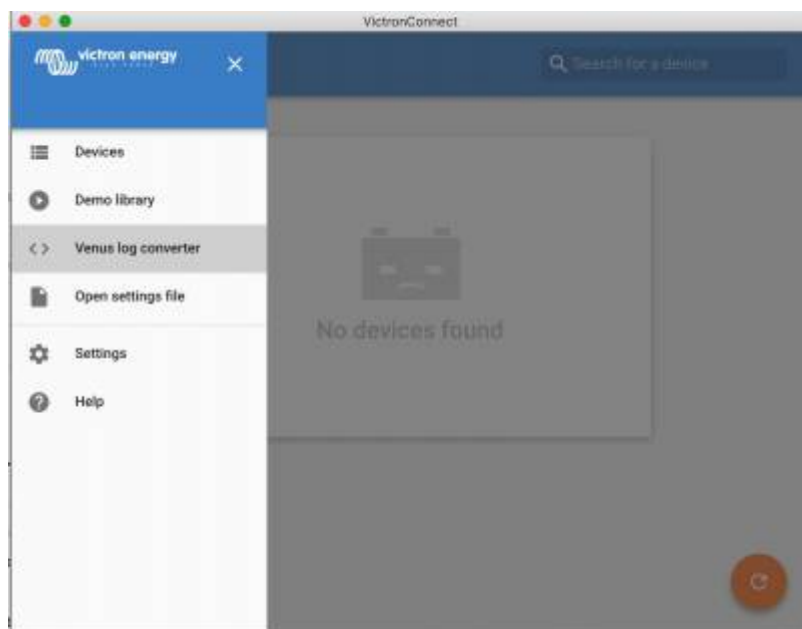 VictronConnect
victron energy
Search for a device
Devices
Demo library
Venus log converter
Open settings file
No devices found
Settings
Help